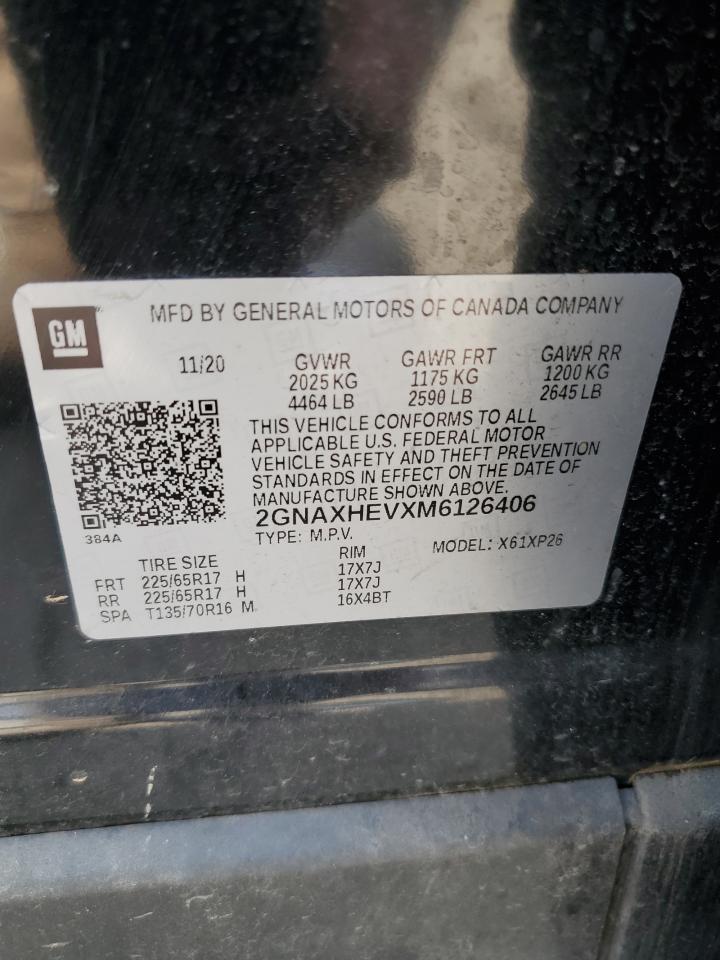 GM
MFD BY GENERAL MOTORS OF CANADA COMPANY
11/20 GVWR GAWR FRT GAWR RR
2025 KG 1175 KG 1200 KG
4464 LB 2590 LB 2645 LB
THIS VEHICLE CONFORMS TO ALL
APPLICABLE U.S. FEDERAL MOTOR
VEHICLE SAFETY AND THEFT PREVENTION
STANDARDS IN EFFECT ON THE DATE OF
MANUFACTURE SHOWN ABOVE.
2GNAXHEVXM6126406
384A
TYPE: M.P.V. MODEL: X61XP26
TIRE SIZE RIM
FRT 225/65R17 H 17X7J
RR 225/65R17 H 17X7J
SPA T135/70R16 M 16X4BT